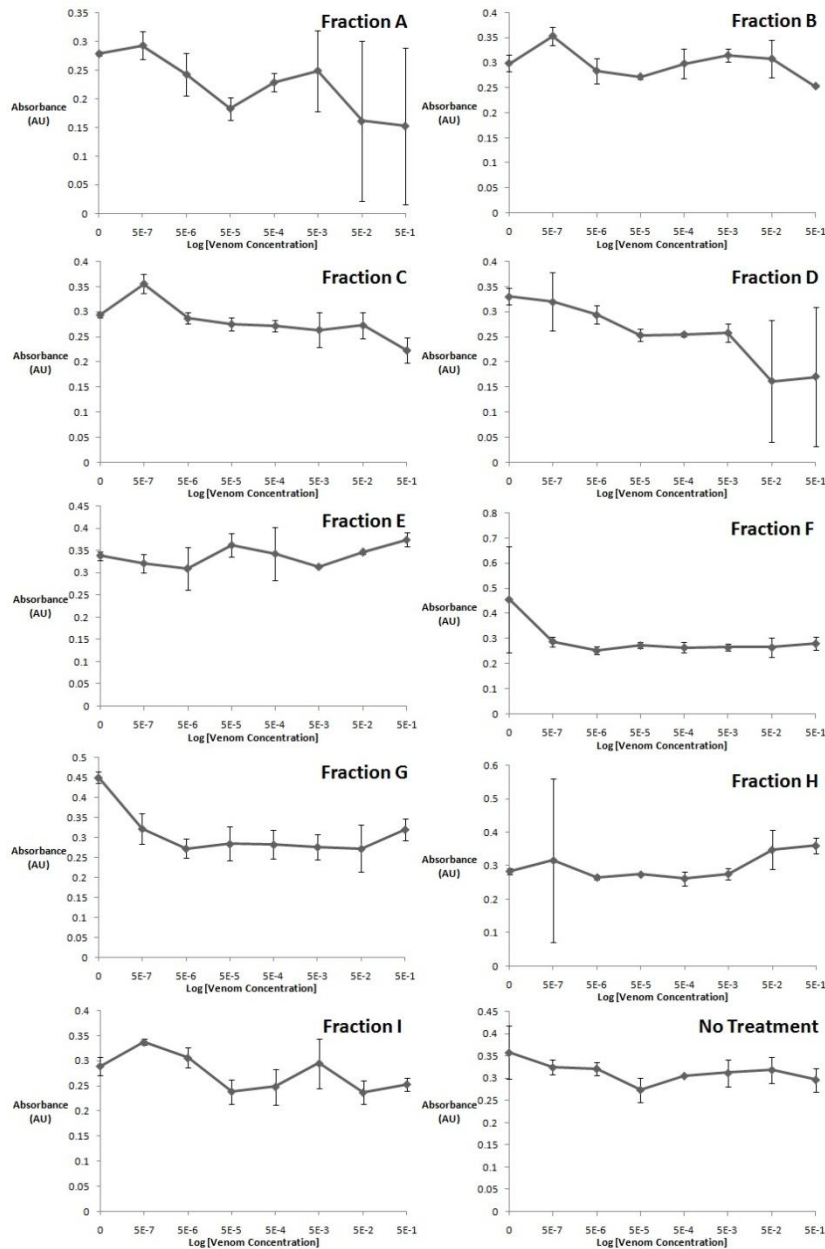 Fraction A
0.35
0.3
0.25
0.2
0.15
0.1
0.05
0
Absorbance
(AU)
0 5E-7 5E-6 5E-5 5E-4 5E-3 5E-2 5E-1
Log [Venom Concentration]
Fraction B
0.4
0.35
0.3
0.25
0.2
0.15
0.1
0.05
0
Absorbance
(AU)
0 5E-7 5E-6 5E-5 5E-4 5E-3 5E-2 5E-1
Log [Venom Concentration]
Fraction C
0.4
0.35
0.3
0.25
0.2
0.15
0.1
0.05
0
Absorbance
(AU)
0 5E-7 5E-6 5E-5 5E-4 5E-3 5E-2 5E-1
Log [Venom Concentration]
Fraction D
0.4
0.35
0.3
0.25
0.2
0.15
0.1
0.05
0
Absorbance
(AU)
0 5E-7 5E-6 5E-5 5E-4 5E-3 5E-2 5E-1
Log [Venom Concentration]
Fraction E
0.45
0.4
0.35
0.3
0.25
0.2
0.15
0.1
0.05
0
Absorbance
(AU)
0 5E-7 5E-6 5E-5 5E-4 5E-3 5E-2 5E-1
Log [Venom Concentration]
Fraction F
0.8
0.7
0.6
0.5
0.4
0.3
0.2
0.1
0
Absorbance
(AU)
0 5E-7 5E-6 5E-5 5E-4 5E-3 5E-2 5E-1
Log [Venom Concentration]
Fraction G
0.5
0.45
0.4
0.35
0.3
0.25
0.2
0.15
0.1
0.05
0
Absorbance
(AU)
0 5E-7 5E-6 5E-5 5E-4 5E-3 5E-2 5E-1
Log [Venom Concentration]
Fraction H
0.6
0.5
0.4
0.3
0.2
0.1
0
Absorbance
(AU)
0 5E-7 5E-6 5E-5 5E-4 5E-3 5E-2 5E-1
Log [Venom Concentration]
Fraction I
0.4
0.35
0.3
0.25
0.2
0.15
0.1
0.05
0
Absorbance
(AU)
0 5E-7 5E-6 5E-5 5E-4 5E-3 5E-2 5E-1
Log [Venom Concentration]
No Treatment
0.45
0.4
0.35
0.3
0.25
0.2
0.15
0.1
0.05
0
Absorbance
(AU)
0 5E-7 5E-6 5E-5 5E-4 5E-3 5E-2 5E-1
Log [Venom Concentration]